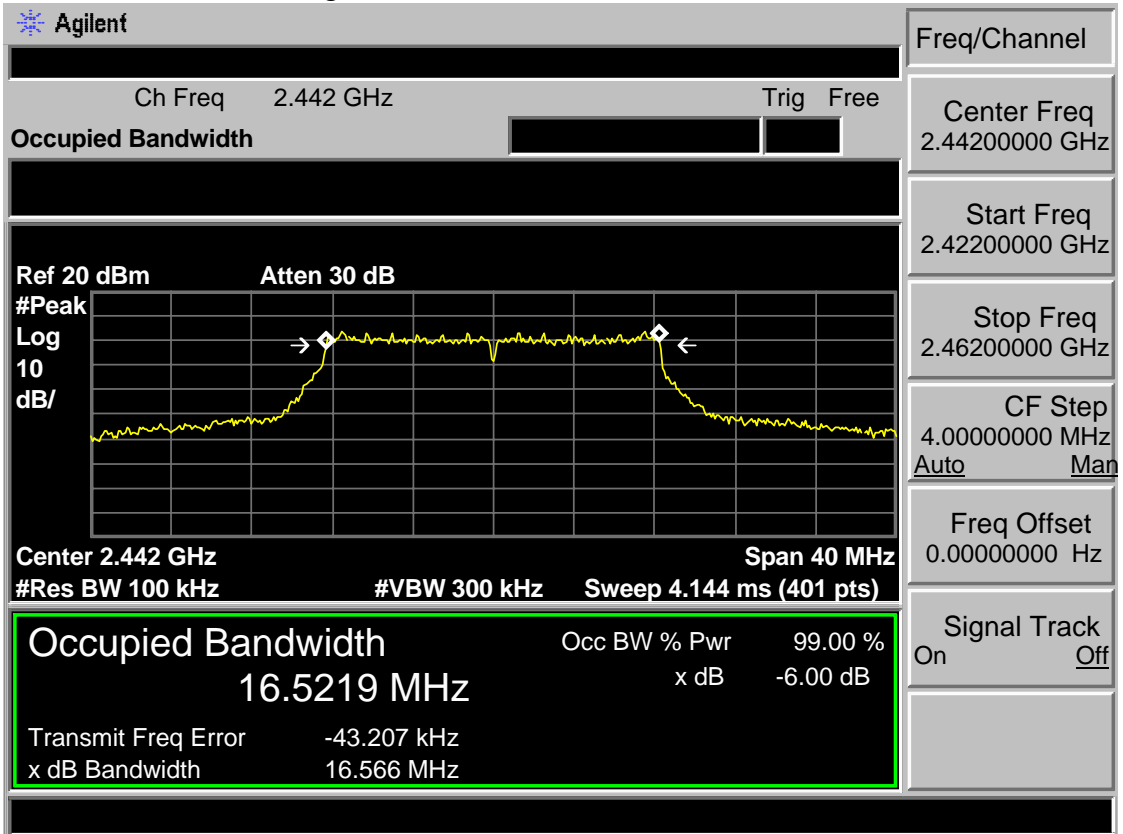 Agilent
Freq/Channel
Ch Freq 2.442 GHz Trig Free
Occupied Bandwidth
Center Freq
2.44200000 GHz
Start Freq
2.42200000 GHz
Stop Freq
2.46200000 GHz
CF Step
4.00000000 MHz
Auto Man
Freq Offset
0.00000000 Hz
Signal Track
On Off
Ref 20 dBm Atten 30 dB
#Peak
Log
10
dB/
Center 2.442 GHz Span 40 MHz
#Res BW 100 kHz #VBW 300 kHz Sweep 4.144 ms (401 pts)
Occupied Bandwidth Occ BW % Pwr 99.00 %
16.5219 MHz x dB -6.00 dB
Transmit Freq Error -43.207 kHz
x dB Bandwidth 16.566 MHz